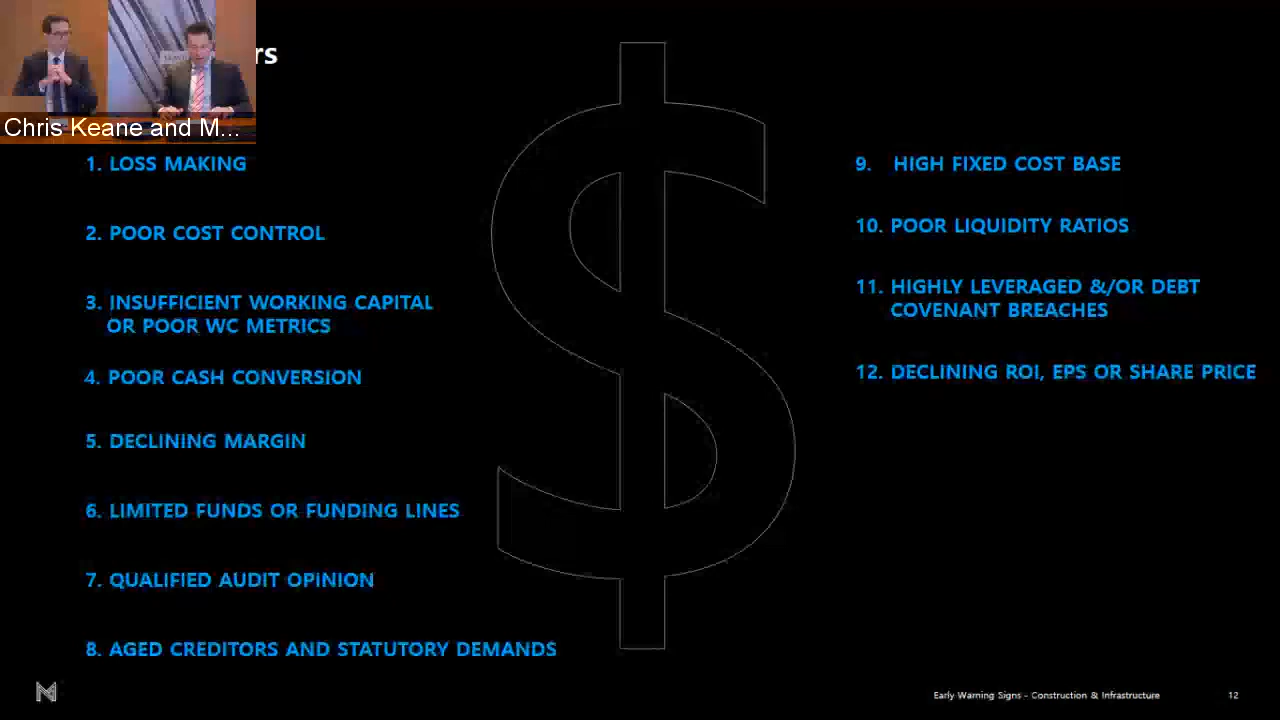 rs
Chris Keane and M...
1. LOSS MAKING
2. POOR COST CONTROL
3. INSUFFICIENT WORKING CAPITAL
OR POOR WC METRICS
4. POOR CASH CONVERSION
5. DECLINING MARGIN
6. LIMITED FUNDS OR FUNDING LINES
7. QUALIFIED AUDIT OPINION
8. AGED CREDITORS AND STATUTORY DEMANDS
9. HIGH FIXED COST BASE
10. POOR LIQUIDITY RATIOS
11. HIGHLY LEVERAGED &/OR DEBT
COVENANT BREACHES
12. DECLINING ROI, EPS OR SHARE PRICE
$
Early Warning Signs - Construction & Infrastructure 12